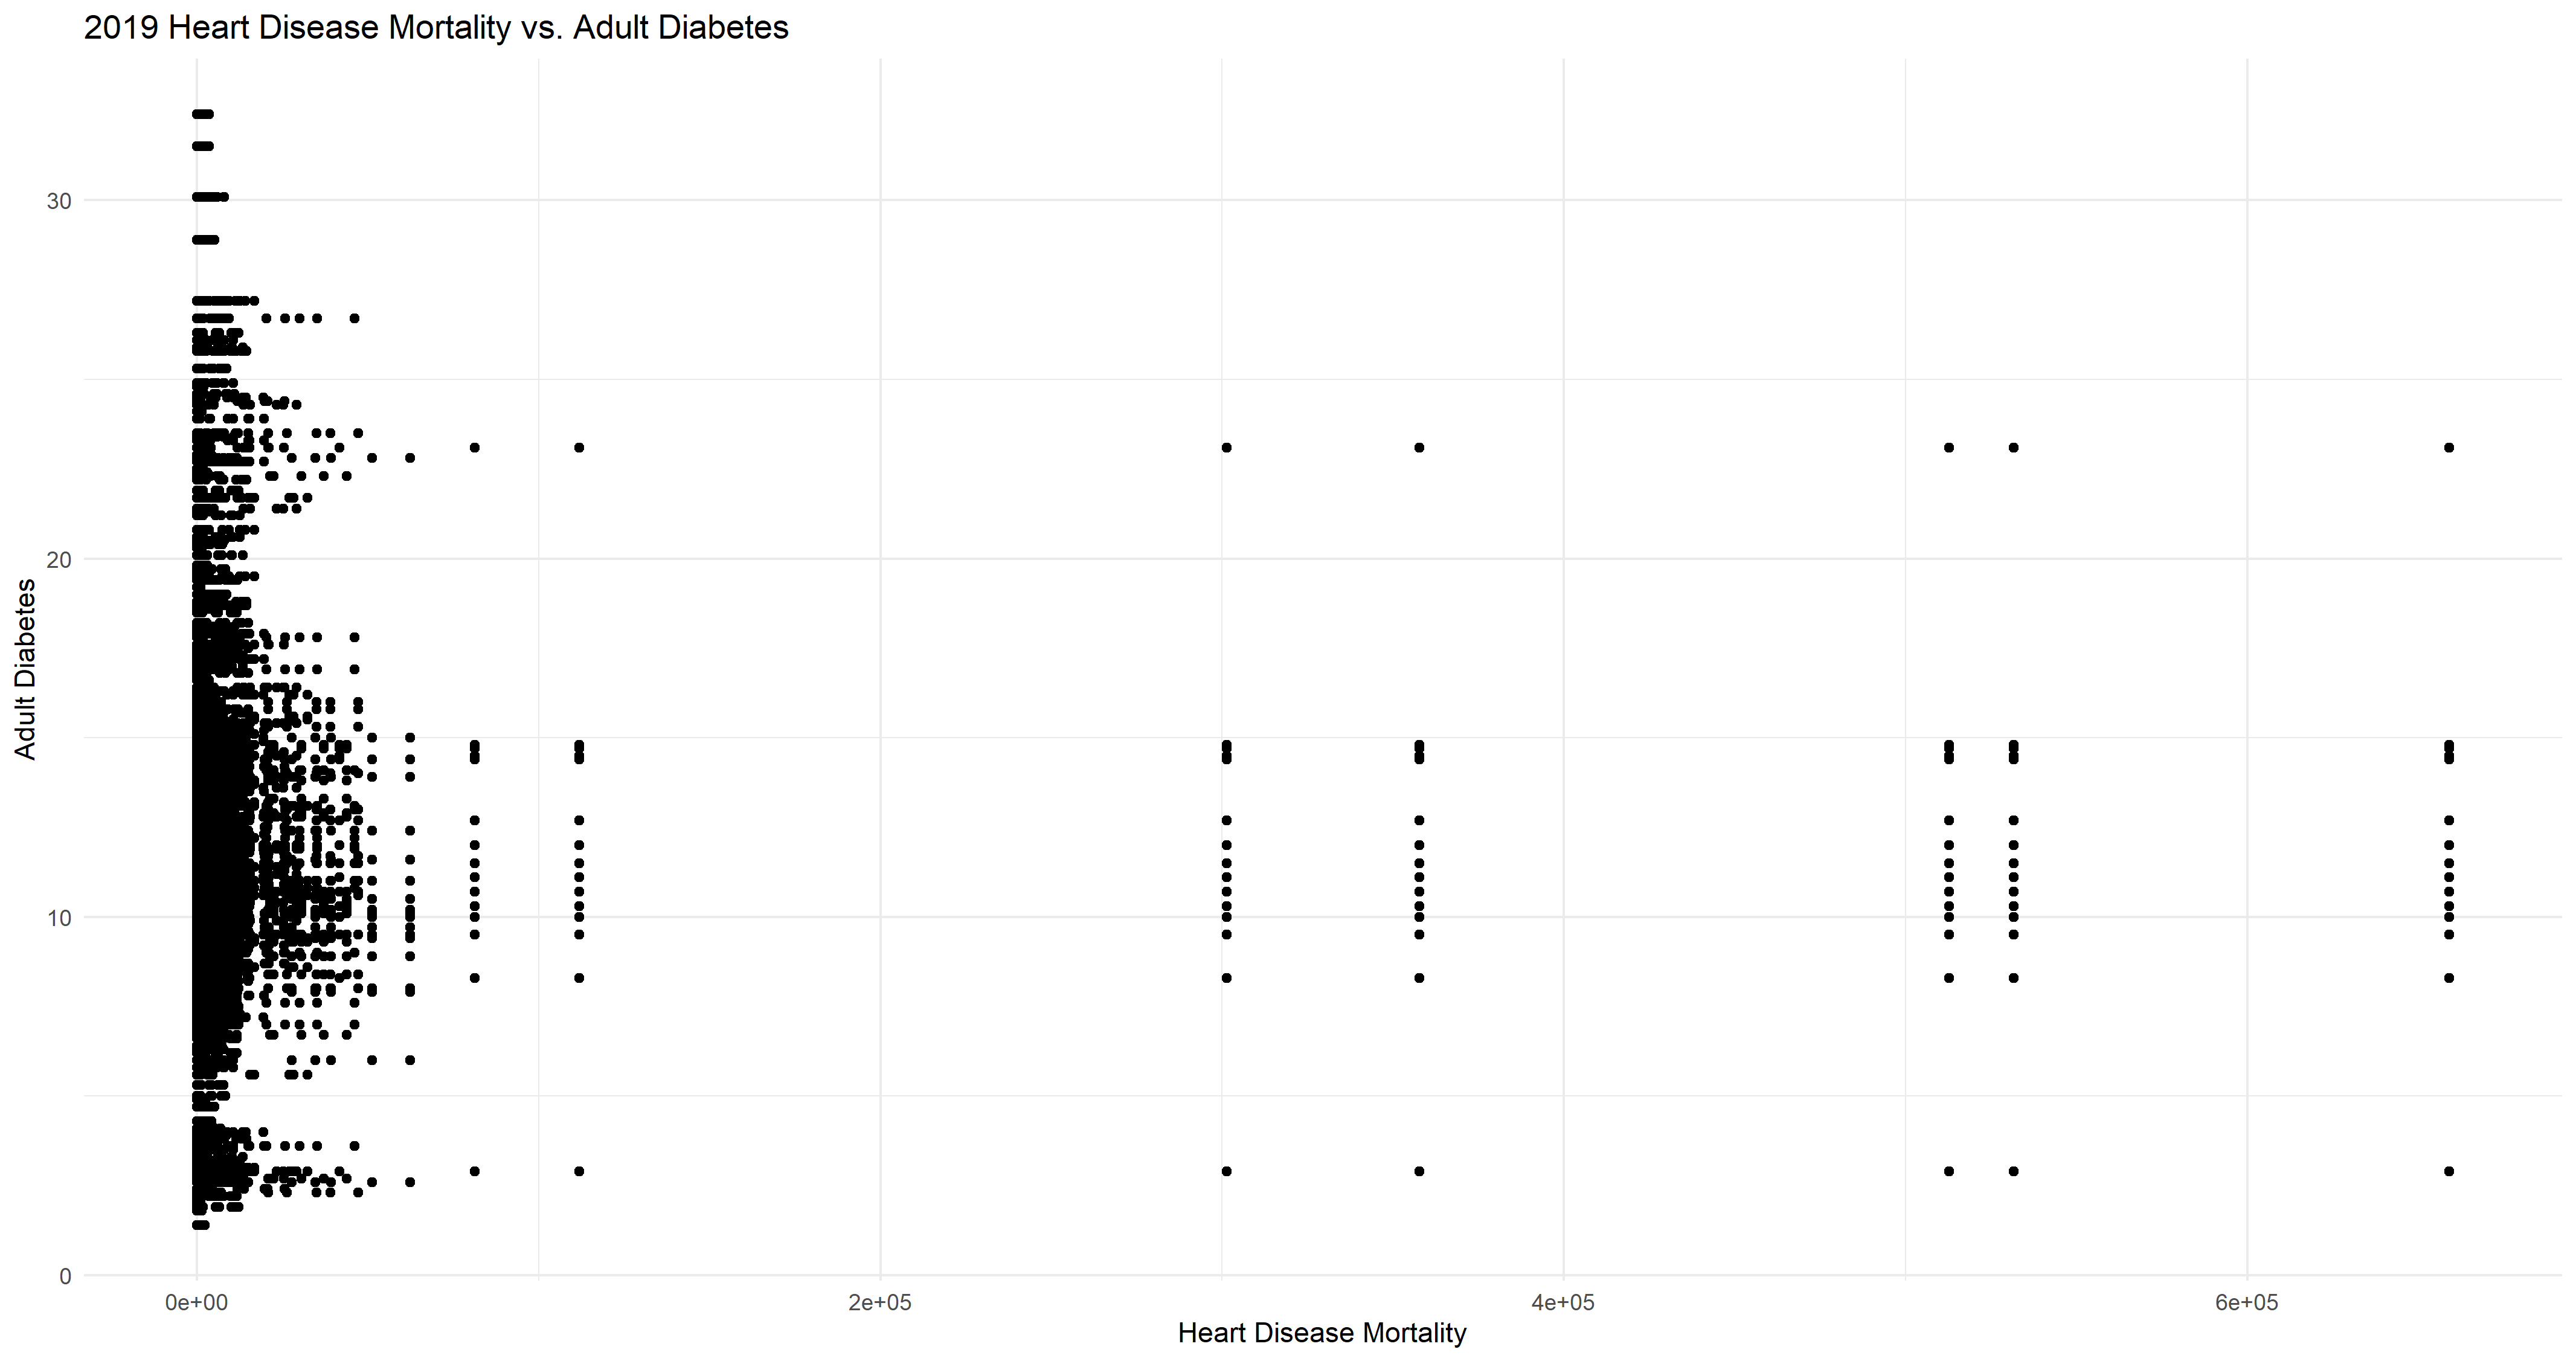 2019 Heart Disease Mortality vs. Adult Diabetes
30
20
10
0
Adult Diabetes
0e+00 2e+05 4e+05 6e+05
Heart Disease Mortality